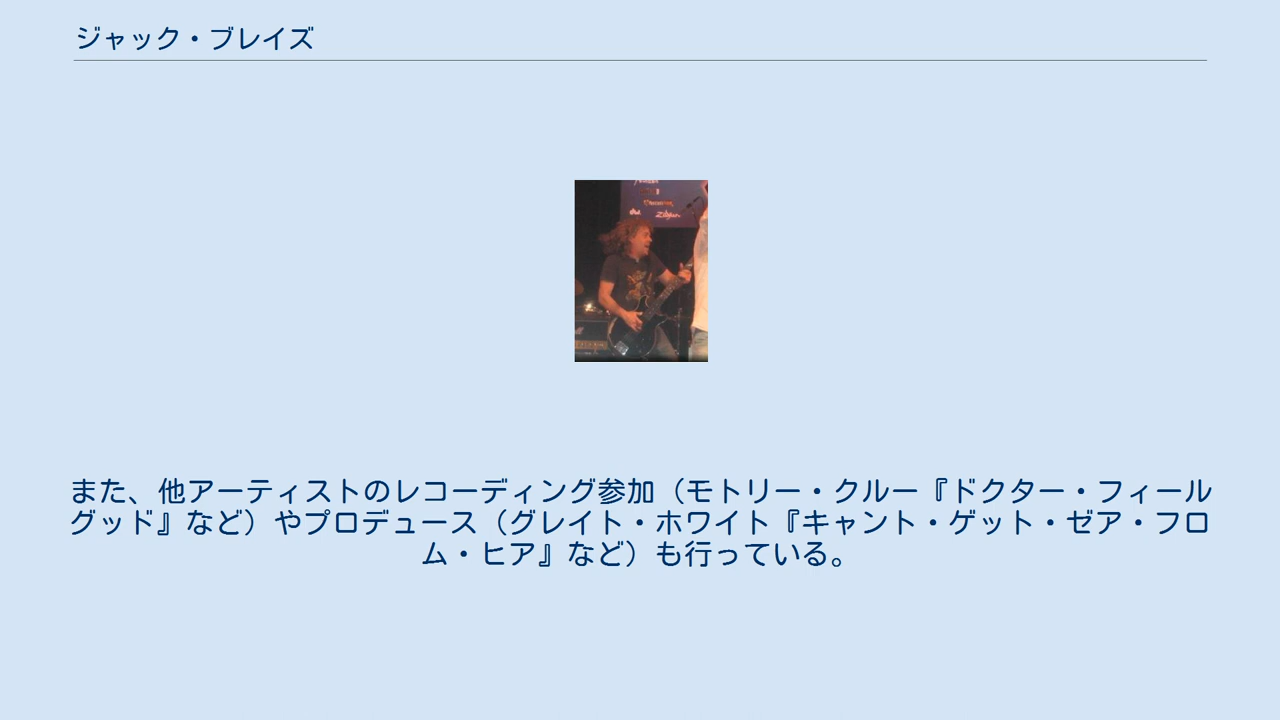 ジャック・ブレイズ
また、他アーティストのレコーディング参加（モトリー・クルー『ドクター・フィール
グッド』など）やプロデュース（グレイト・ホワイト『キャント・ゲット・ゼア・フロ
ム・ヒア』など）も行っている。